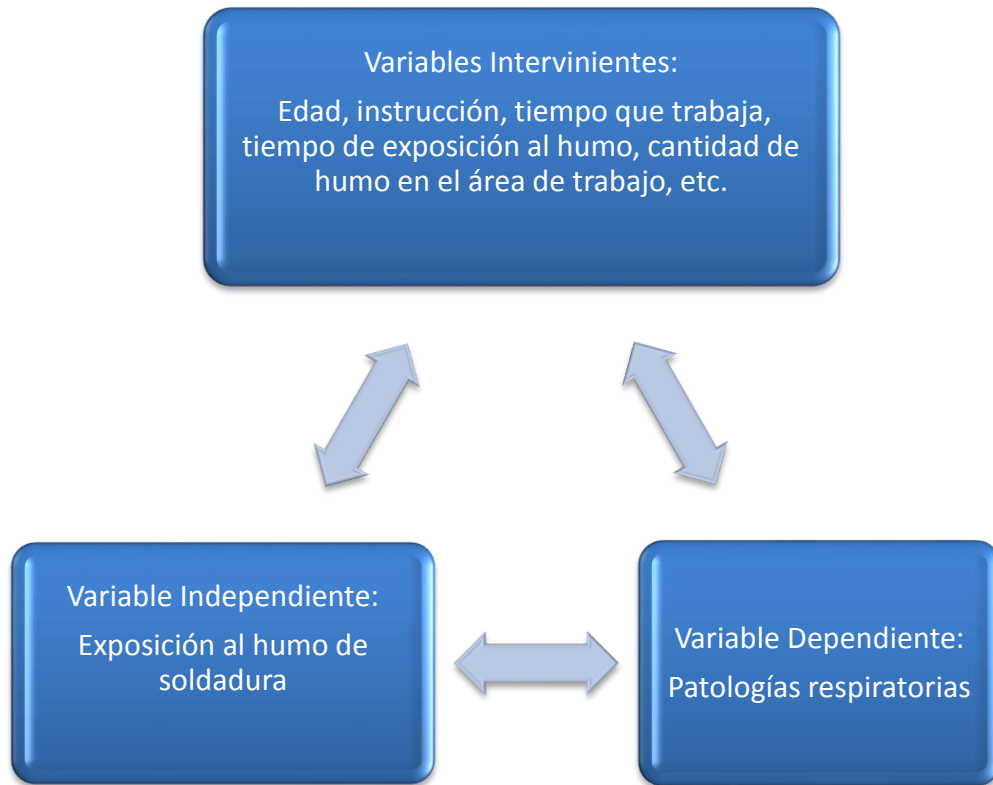 Variables Intervinientes:
Edad, instrucción, tiempo que trabaja,
tiempo de exposición al humo, cantidad de
humo en el área de trabajo, etc.
Variable Independiente:
Exposición al humo de
soldadura
Variable Dependiente:
Patologías respiratorias